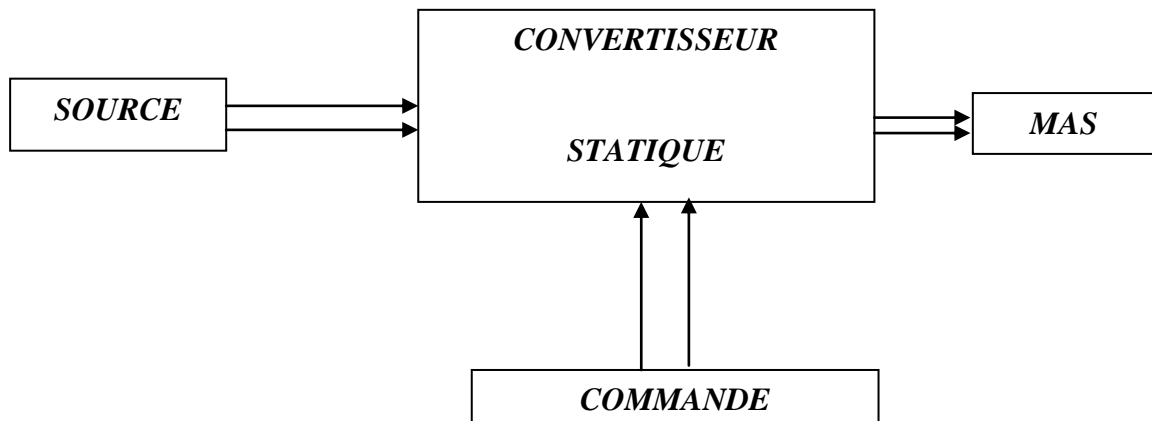 CONVERTISSEUR
SOURCE
STATIQUE
MAS
COMMANDE